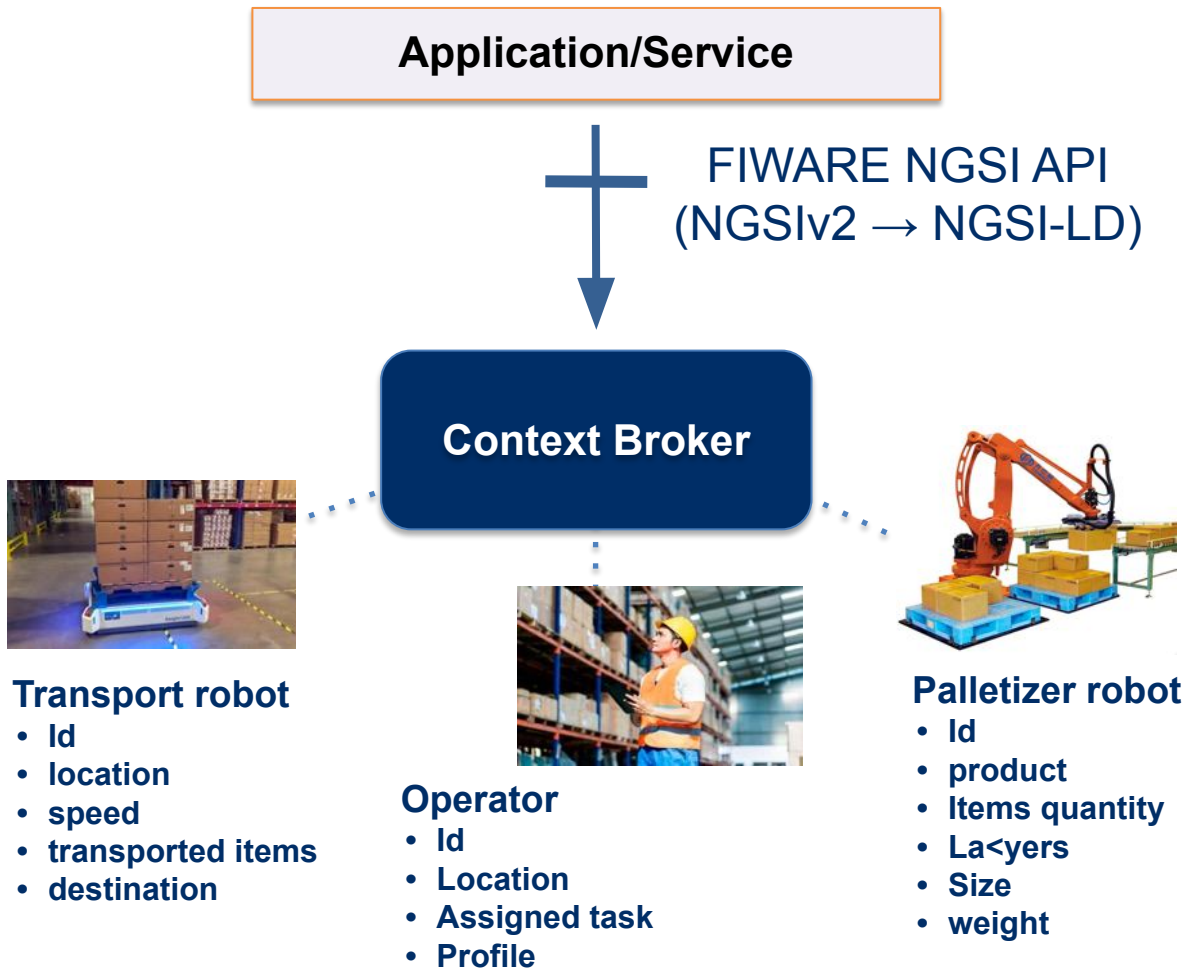 Application/Service
FIWARE NGSI API
(NGSIv2 → NGSI-LD)
Context Broker
Transport robot
• Id
• location
• speed
• transported items
• destination
Operator
• Id
• Location
• Assigned task
• Profile
Palletizer robot
• Id
• product
• Items quantity
• La<yers
• Size
• weight